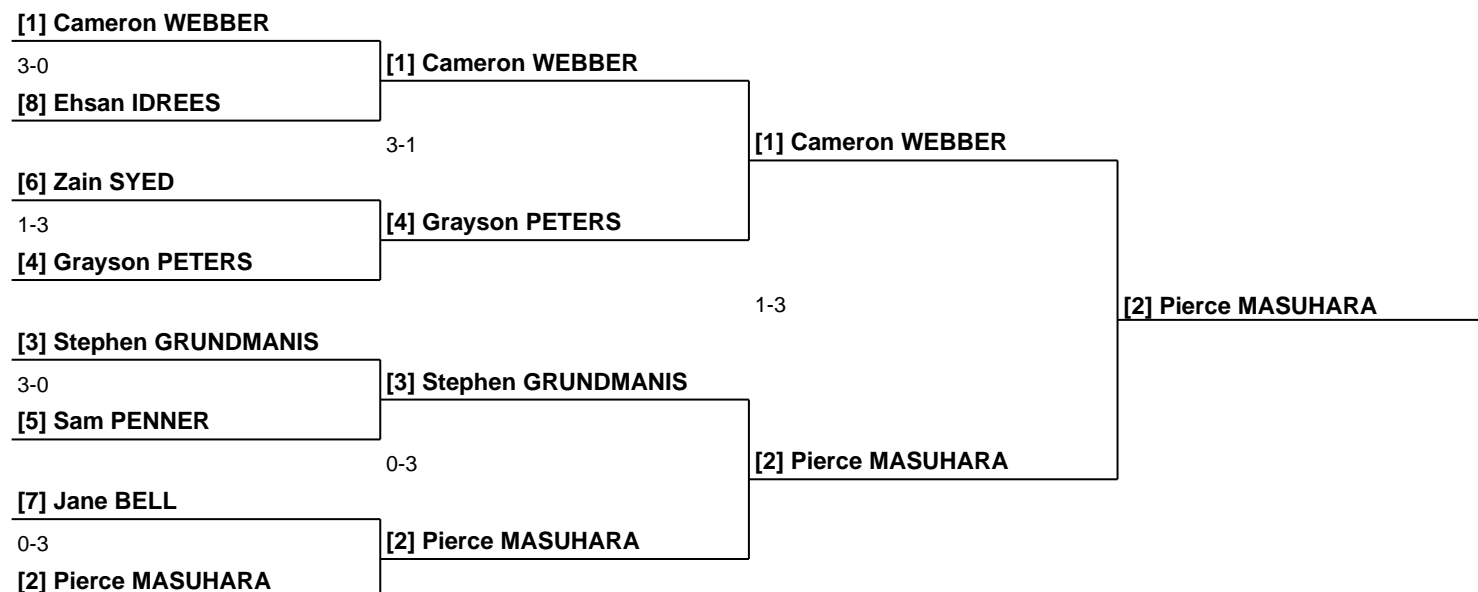 [1] Cameron WEBBER
3-0
[8] Ehsan IDREES
[6] Zain SYED
1-3
[4] Grayson PETERS
[3] Stephen GRUNDMANIS
3-0
[5] Sam PENNER
[7] Jane BELL
0-3
[2] Pierce MASUHARA
[1] Cameron WEBBER
3-1
[4] Grayson PETERS
[3] Stephen GRUNDMANIS
0-3
[2] Pierce MASUHARA
[1] Cameron WEBBER
1-3
[2] Pierce MASUHARA
[2] Pierce MASUHARA